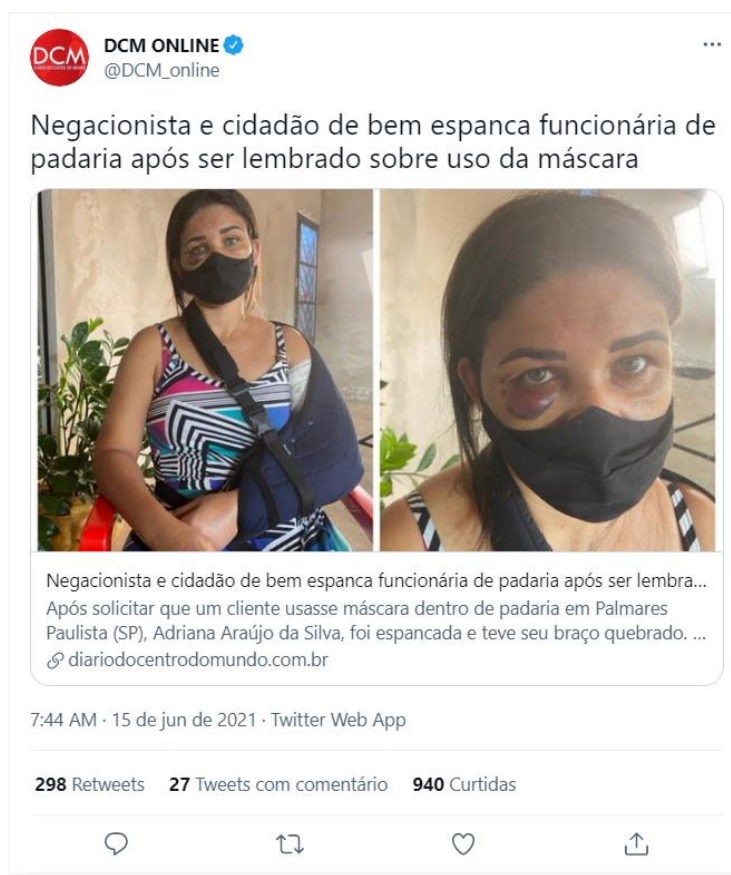 DCM
DCM ONLINE
@DCM_online
Negacionista e cidadão de bem espanca funcionária de
padaria após ser lembrado sobre uso da máscara
Negacionista e cidadão de bem espanca funcionária de padaria após ser lembra...
Após solicitar que um cliente usasse máscara dentro de padaria em Palmares
Paulista (SP), Adriana Araújo da Silva, foi espancada e teve seu braço quebrado. ...
diariodocentrodomundo.com.br
7:44 AM · 15 de jun de 2021 · Twitter Web App
298 Retweets 27 Tweets com comentário 940 Curtidas